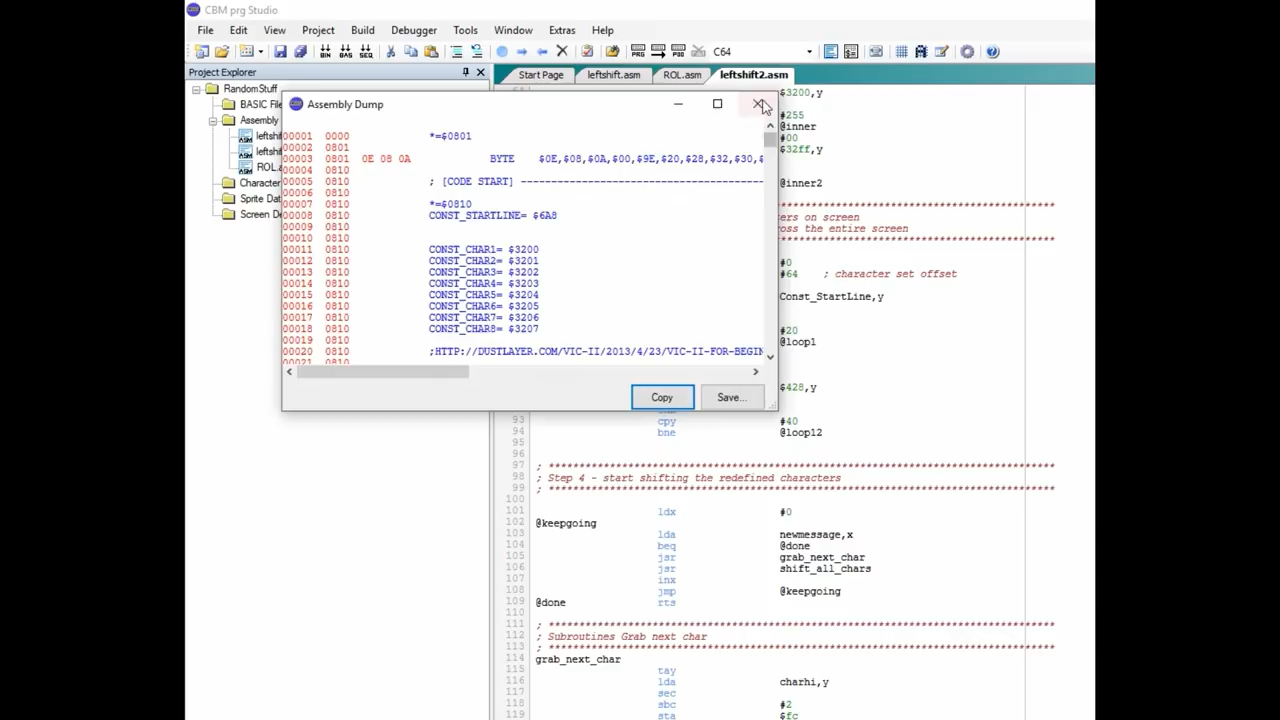 CBM prg Studio
File Edit View Project Build Debugger Tools Window Extras Help
C64
Project Explorer
Start Page leftshift.asm ROL.asm leftshift2.asm
RandomStuff
BASIC File
Assembly
leftshi
leftshi
ROL.a
Character
Sprite Dat
Screen De
Assembly Dump
00001 0000 *=$0801
00002 0801
00003 0801 0E 08 0A BYTE $0E,$08,$0A,$00,$9E,$20,$28,$32,$30,$
00004 0810
00005 0810 ; [CODE START] ----------------------------------------
00006 0810
00007 0810 *=$0810
00008 0810 CONST_STARTLINE= $6A8
00009 0810
00010 0810
00011 0810 CONST_CHAR1= $3200
00012 0810 CONST_CHAR2= $3201
00013 0810 CONST_CHAR3= $3202
00014 0810 CONST_CHAR4= $3203
00015 0810 CONST_CHAR5= $3204
00016 0810 CONST_CHAR6= $3205
00017 0810 CONST_CHAR7= $3206
00018 0810 CONST_CHAR8= $3207
00019 0810
00020 0810 ;HTTP://DUSTLAYER.COM/VIC-II/2013/4/23/VIC-II-FOR-BEGIN
00021 0810
Copy Save...
$3200,y
#255
@inner
#00
$32ff,y
@inner2
************************************************
ters on screen
oss the entire screen
************************************************
#0
#64 ; character set offset
Const_StartLine,y
#20
@loop1
$428,y
93 cpy #40
94 bne @loop12
95
96
97 ; ***********************************************************************************
98 ; Step 4 - start shifting the redefined characters
99 ; ***********************************************************************************
100
101 ldx #0
102 @keepgoing
103 lda newmessage,x
104 beq @done
105 jsr grab_next_char
106 jsr shift_all_chars
107 inx
108 jmp @keepgoing
109 @done rts
110
111 ; ***********************************************************************************
112 ; Subroutines Grab next char
113 ; ***********************************************************************************
114 grab_next_char
115 tay
116 lda charhi,y
117 sec
118 sbc #2
119 sta $fc